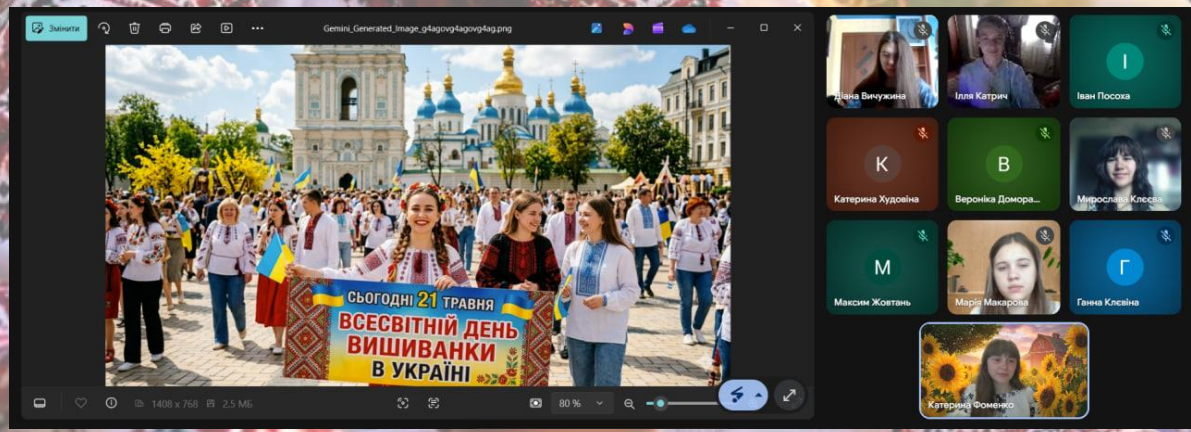 Змінити
Gemini_Generated_Image_g4agovg4agovg4ag.png
СЬОГОДНІ 21 ТРАВНЯ
ВСЕСВІТНІЙ ДЕНЬ
ВИШИВАНКИ
В УКРАЇНІ
1408 x 768
2.5 МБ
80 %
Діана Вичужина
Ілля Катрич
І
Іван Посоха
К
Катерина Худовіна
В
Вероніка Домора...
Мирослава Клєєва
М
Максим Жовтань
Марія Макарова
Г
Ганна Клєвіна
Катерина Фоменко